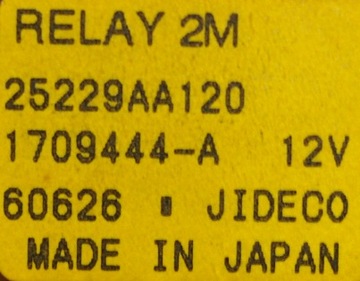 RELAY 2M
25229AA120
1709444-A 12V
60626 ▮ JIDECO
MADE IN JAPAN